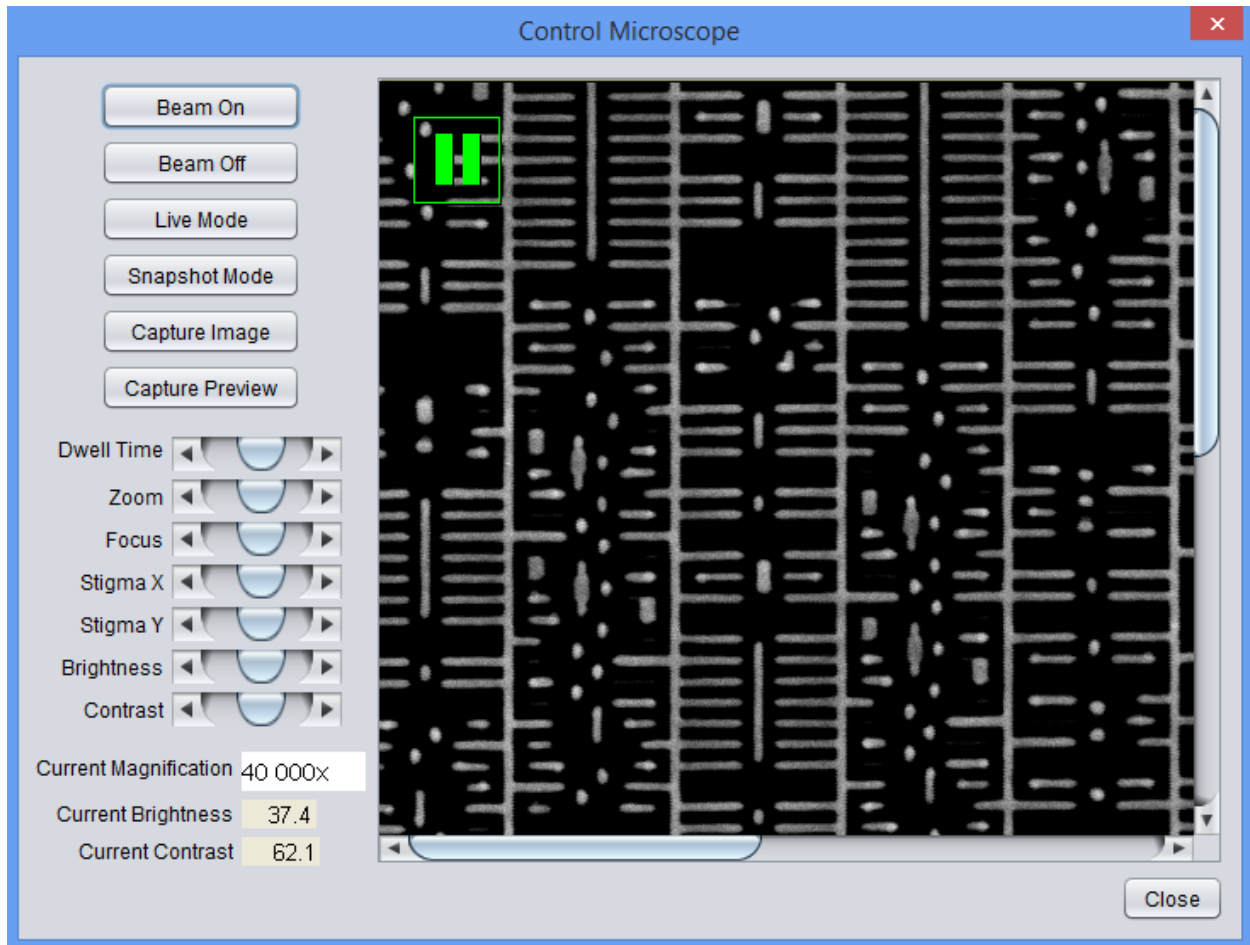 Control Microscope
Beam On
Beam Off
Live Mode
Snapshot Mode
Capture Image
Capture Preview
Dwell Time
Zoom
Focus
Stigma X
Stigma Y
Brightness
Contrast
Current Magnification 40 000x
Current Brightness 37.4
Current Contrast 62.1
Close